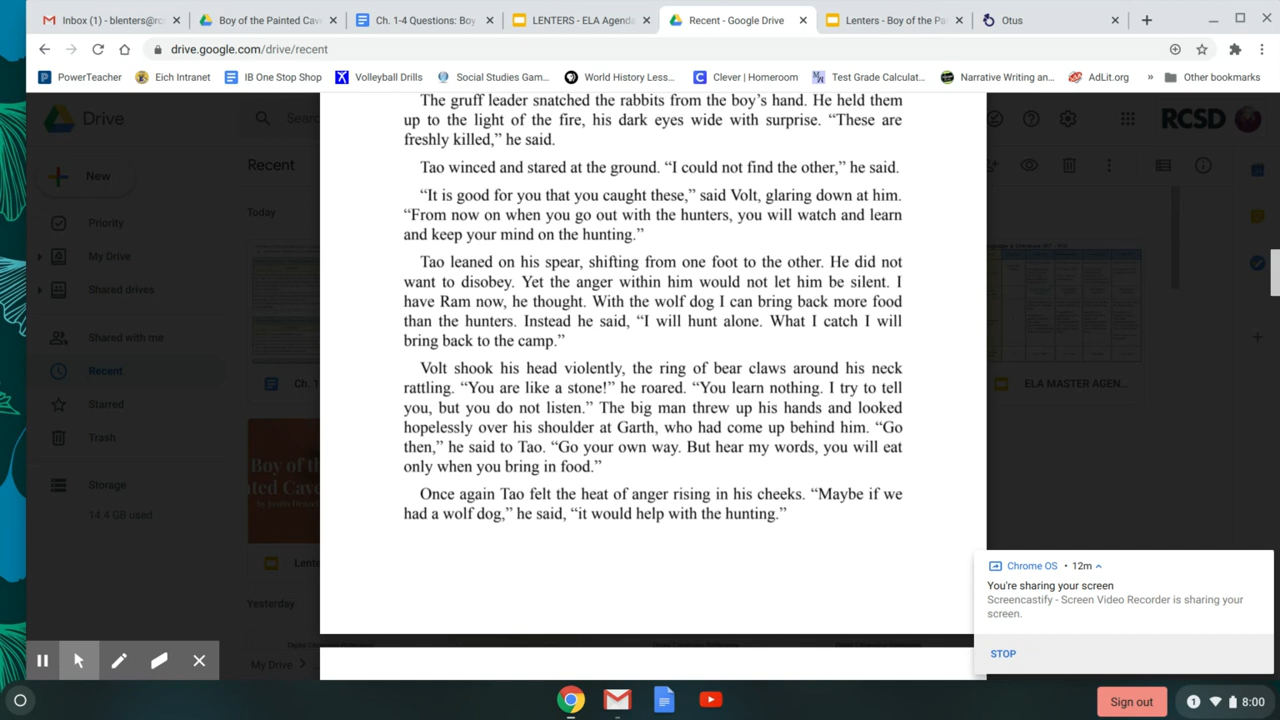 Inbox (1) - blenters@rc
Boy of the Painted Cav
Ch. 1-4 Questions: Boy
LENTERS - ELA Agenda
Recent - Google Drive
Lenters - Boy of the Pa
Otus
drive.google.com/drive/recent
PowerTeacher
Eich Intranet
IB One Stop Shop
Volleyball Drills
Social Studies Gam...
World History Less...
Clever | Homeroom
Test Grade Calculat...
Narrative Writing an...
AdLit.org
»
Other bookmarks
Drive
Sear
RCSD
New
Recent
Priority
Today
My Drive
Shared drives
Shared with me
Recent
Starred
Trash
Storage
14.4 GB used
Yesterday
My Drive
Ch. 1
ELA MASTER AGEN...
Lente
The gruff leader snatched the rabbits from the boy’s hand. He held them
up to the light of the fire, his dark eyes wide with surprise. “These are
freshly killed,” he said.
Tao winced and stared at the ground. “I could not find the other,” he said.
“It is good for you that you caught these,” said Volt, glaring down at him.
“From now on when you go out with the hunters, you will watch and learn
and keep your mind on the hunting.”
Tao leaned on his spear, shifting from one foot to the other. He did not
want to disobey. Yet the anger within him would not let him be silent. I
have Ram now, he thought. With the wolf dog I can bring back more food
than the hunters. Instead he said, “I will hunt alone. What I catch I will
bring back to the camp.”
Volt shook his head violently, the ring of bear claws around his neck
rattling. “You are like a stone!” he roared. “You learn nothing. I try to tell
you, but you do not listen.” The big man threw up his hands and looked
hopelessly over his shoulder at Garth, who had come up behind him. “Go
then,” he said to Tao. “Go your own way. But hear my words, you will eat
only when you bring in food.”
Once again Tao felt the heat of anger rising in his cheeks. “Maybe if we
had a wolf dog,” he said, “it would help with the hunting.”
Chrome OS • 12m
You're sharing your screen
Screencastify - Screen Video Recorder is sharing your
screen.
STOP
Sign out
1
8:00